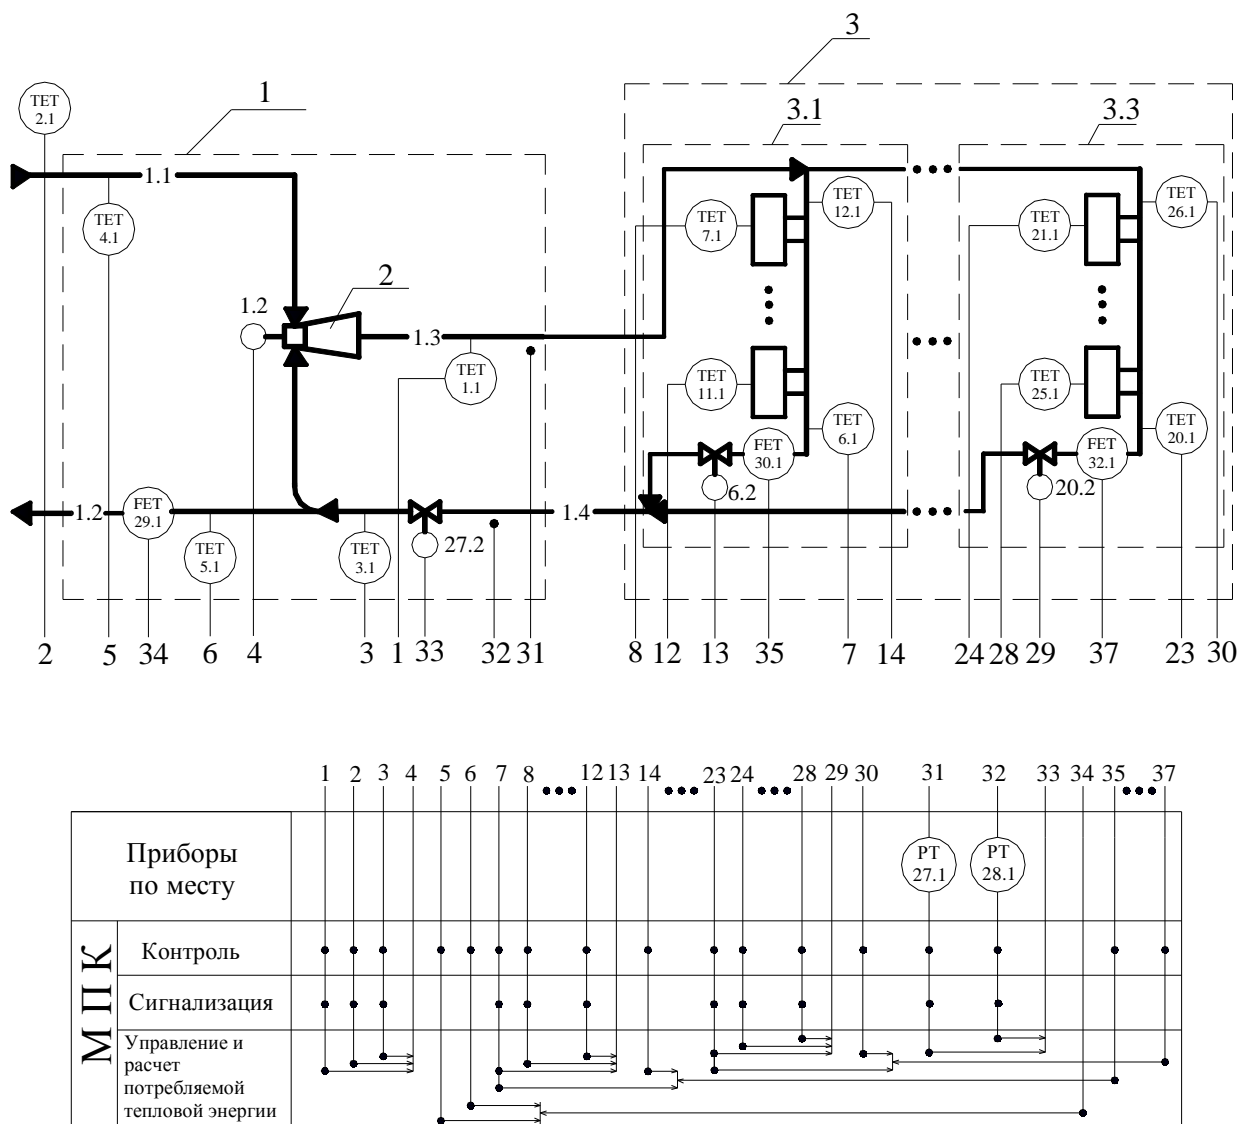 3
1
3.1
3.3
TET
2.1
1.1
TET
4.1
TET
7.1
TET
12.1
TET
21.1
TET
26.1
2
1.2
1.3
TET
1.1
TET
11.1
TET
25.1
TET
6.1
TET
20.1
FET
30.1
FET
32.1
6.2
20.2
1.2
FET
29.1
1.4
27.2
TET
5.1
TET
3.1
2 5 34 6 4 3 1 33 32 31 8 12 13 35 7 14 24 28 29 37 23 30
1 2 3 4 5 6 7 8 12 13 14 23 24 28 29 30 31 32 33 34 35 37
Приборы
по месту
PT
27.1
PT
28.1
МПК
Контроль
Сигнализация
Управление и
расчет
потребляемой
тепловой энергии